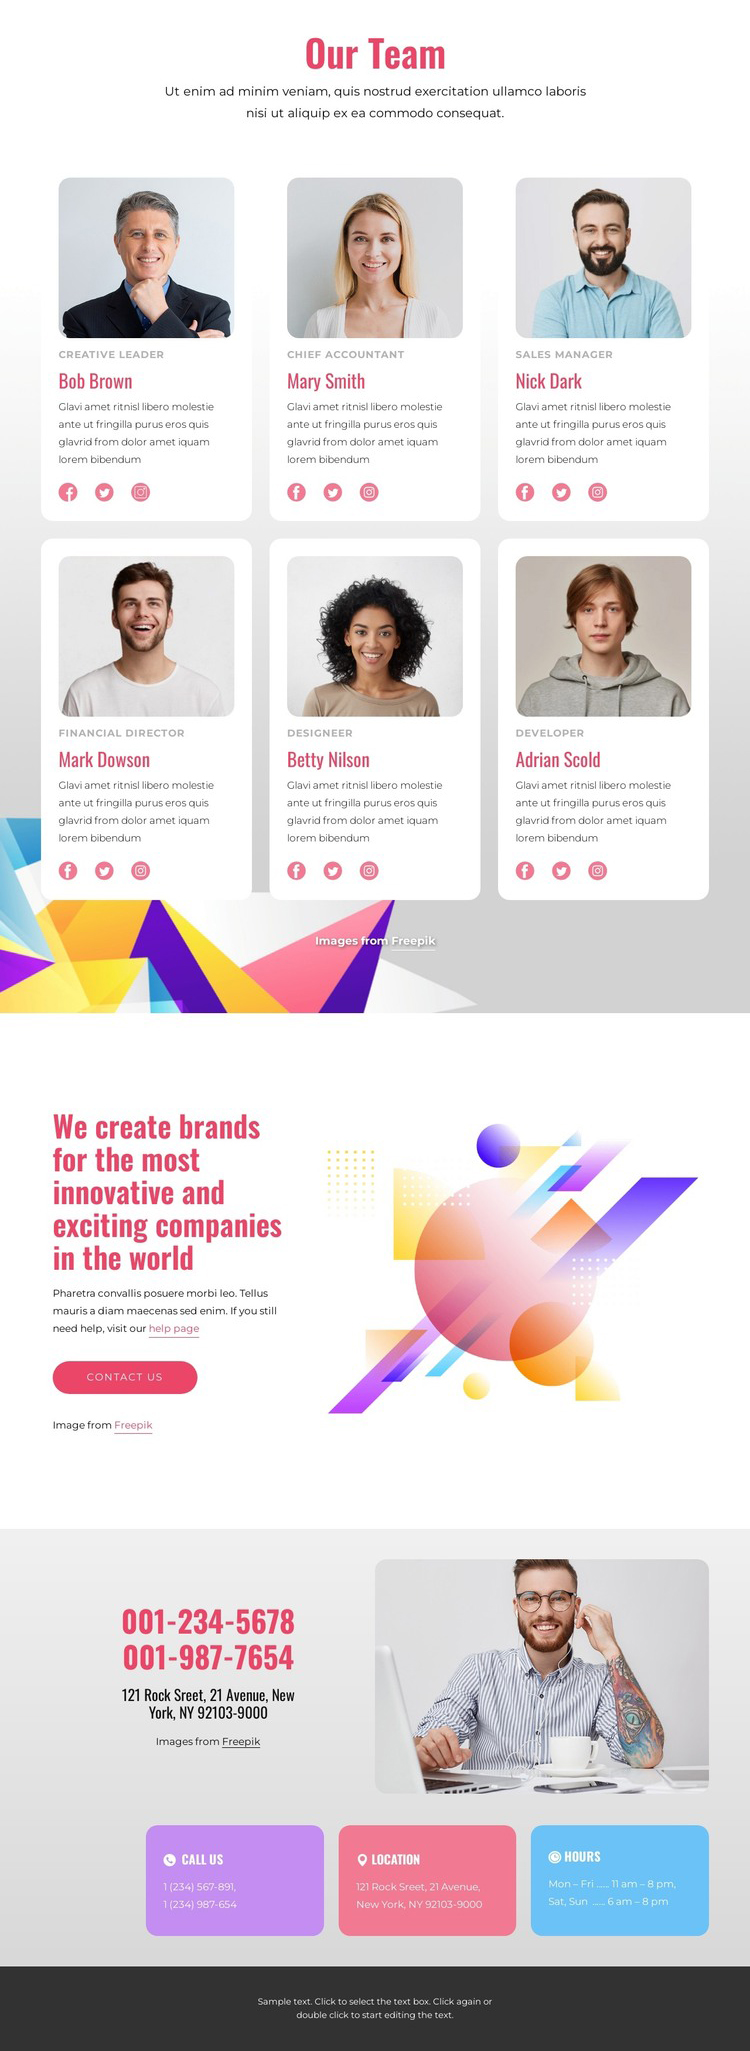 Our Team
Ut enim ad minim veniam, quis nostrud exercitation ullamco laboris
nisi ut aliquip ex ea commodo consequat.
CREATIVE LEADER
Bob Brown
Glavi amet ritnisl libero molestie
ante ut fringilla purus eros quis
glavrid from dolor amet iquam
lorem bibendum
CHIEF ACCOUNTANT
Mary Smith
Glavi amet ritnisl libero molestie
ante ut fringilla purus eros quis
glavrid from dolor amet iquam
lorem bibendum
SALES MANAGER
Nick Dark
Glavi amet ritnisl libero molestie
ante ut fringilla purus eros quis
glavrid from dolor amet iquam
lorem bibendum
FINANCIAL DIRECTOR
Mark Dowson
Glavi amet ritnisl libero molestie
ante ut fringilla purus eros quis
glavrid from dolor amet iquam
lorem bibendum
DESIGNEER
Betty Nilson
Glavi amet ritnisl libero molestie
ante ut fringilla purus eros quis
glavrid from dolor amet iquam
lorem bibendum
DEVELOPER
Adrian Scold
Glavi amet ritnisl libero molestie
ante ut fringilla purus eros quis
glavrid from dolor amet iquam
lorem bibendum
Images from Freepik
We create brands
for the most
innovative and
exciting companies
in the world
Pharetra convallis posuere morbi leo. Tellus
mauris a diam maecenas sed enim. If you still
need help, visit our help page
CONTACT US
Image from Freepik
001-234-5678
001-987-7654
121 Rock Sreet, 21 Avenue, New
York, NY 92103-9000
Images from Freepik
CALL US
1 (234) 567-891,
1 (234) 987-654
LOCATION
121 Rock Sreet, 21 Avenue,
New York, NY 92103-9000
HOURS
Mon – Fri ...... 11 am – 8 pm,
Sat, Sun  ...... 6 am – 8 pm
Sample text. Click to select the text box. Click again or
double click to start editing the text.